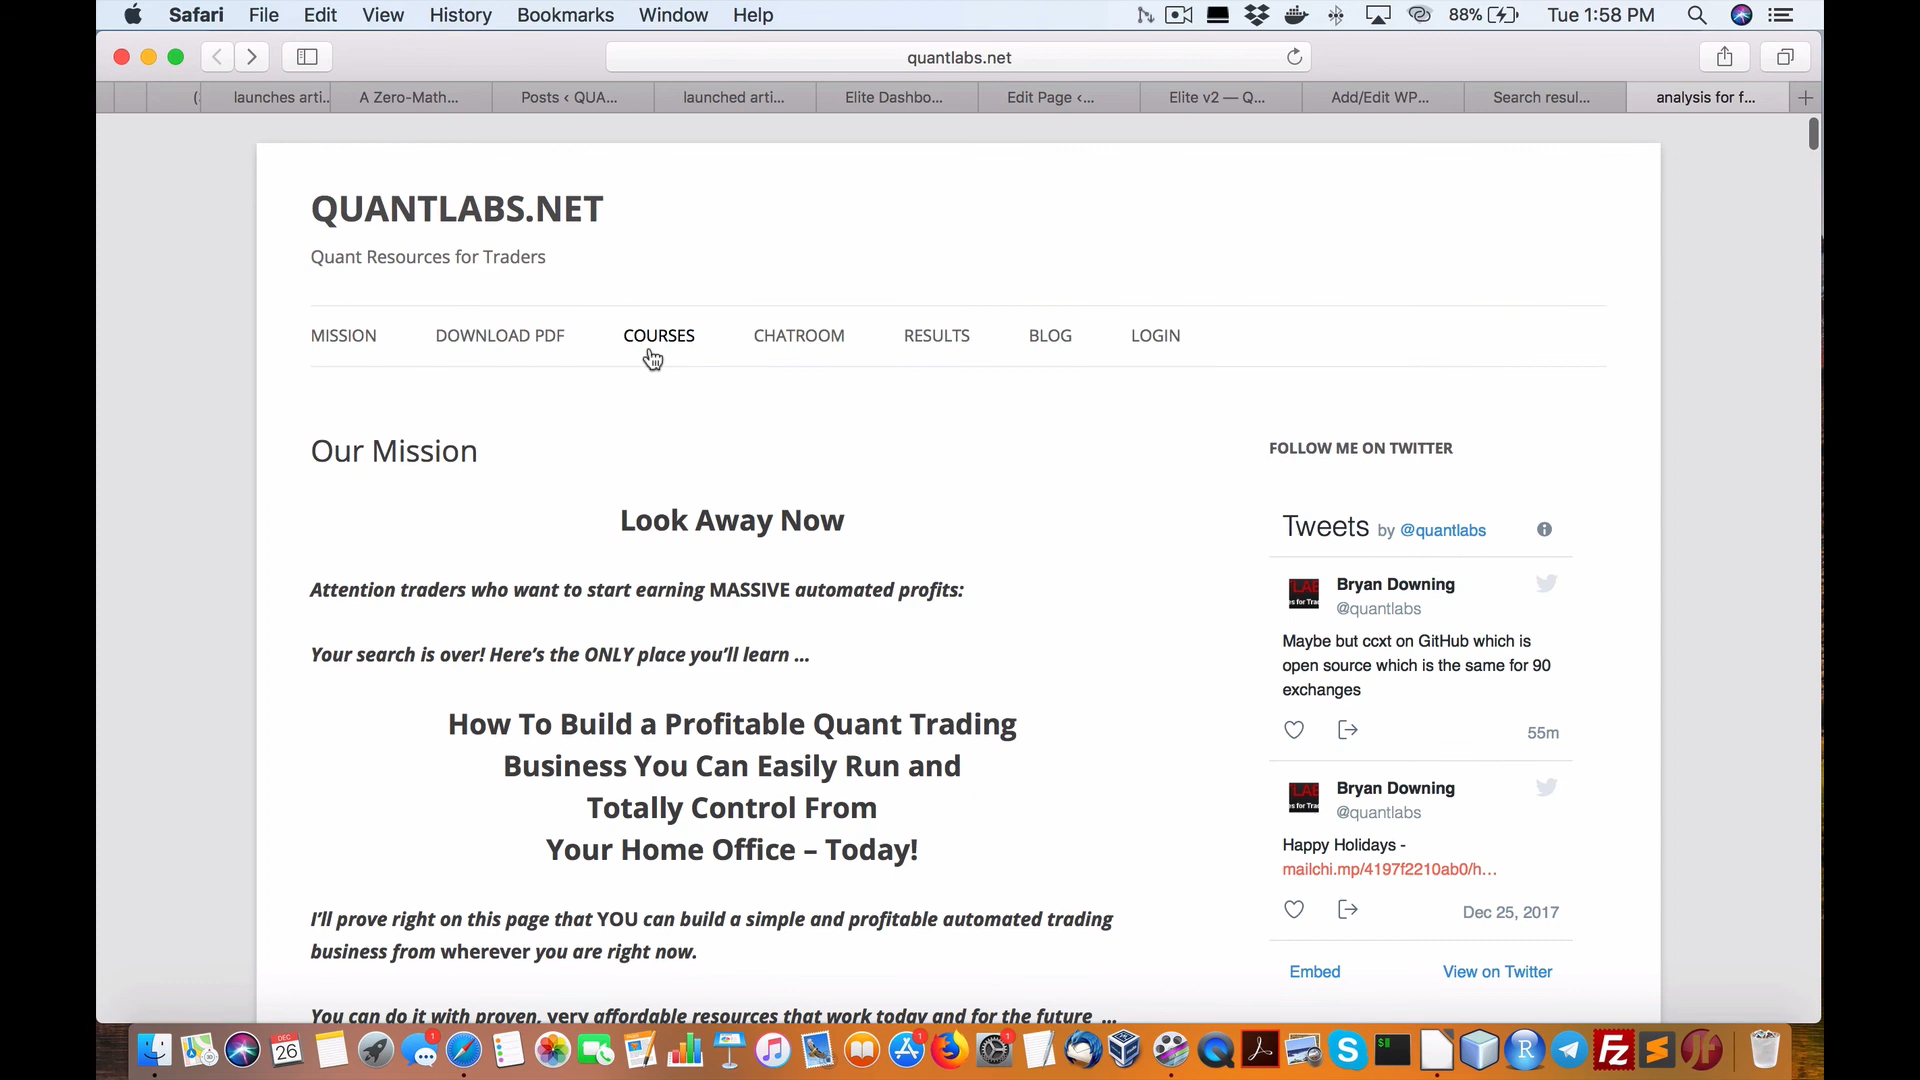 Safari File Edit View History Bookmarks Window Help 88% Tue 1:58 PM
quantlabs.net
(: launches arti... A Zero-Math... Posts ‹ QUA... launched arti... Elite Dashbo... Edit Page ‹... Elite v2 — Q... Add/Edit WP... Search resul... analysis for f...
QUANTLABS.NET
Quant Resources for Traders
MISSION DOWNLOAD PDF COURSES CHATROOM RESULTS BLOG LOGIN
Our Mission
Look Away Now
Attention traders who want to start earning MASSIVE automated profits:
Your search is over! Here's the ONLY place you'll learn ...
How To Build a Profitable Quant Trading
Business You Can Easily Run and
Totally Control From
Your Home Office – Today!
I'll prove right on this page that YOU can build a simple and profitable automated trading
business from wherever you are right now.
You can do it with proven, very affordable resources that work today and for the future ...
FOLLOW ME ON TWITTER
Tweets by @quantlabs
Bryan Downing
@quantlabs
Maybe but ccxt on GitHub which is
open source which is the same for 90
exchanges
55m
Bryan Downing
@quantlabs
Happy Holidays -
mailchi.mp/4197f2210ab0/h...
Dec 25, 2017
Embed View on Twitter
DEC
26